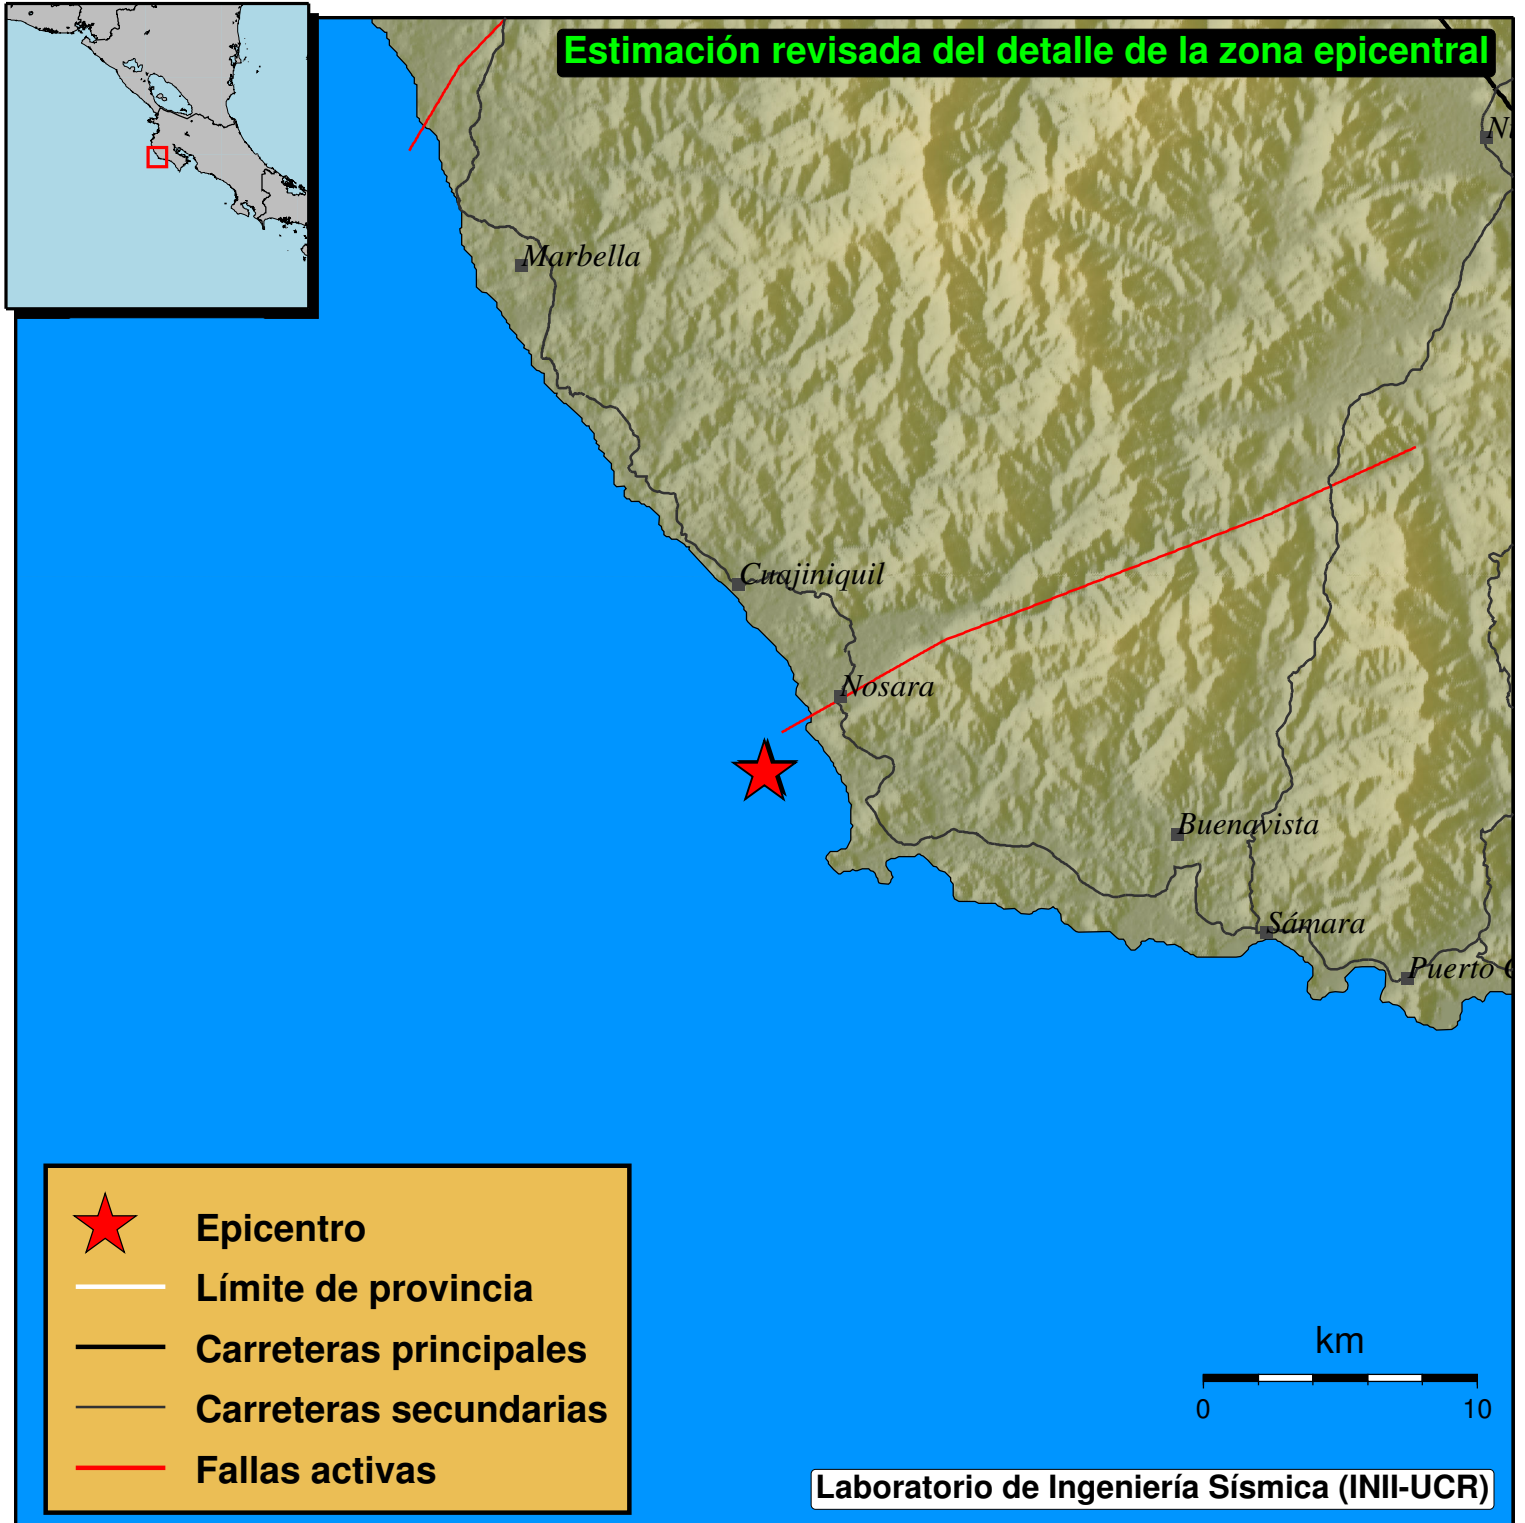 Estimación revisada del detalle de la zona epicentral
Marbella
Cuajiniquil
Nosara
Buenavista
Sámara
Puerto
Epicentro
Límite de provincia
Carreteras principales
Carreteras secundarias
Fallas activas
km
0 10
Laboratorio de Ingeniería Sísmica (INII-UCR)